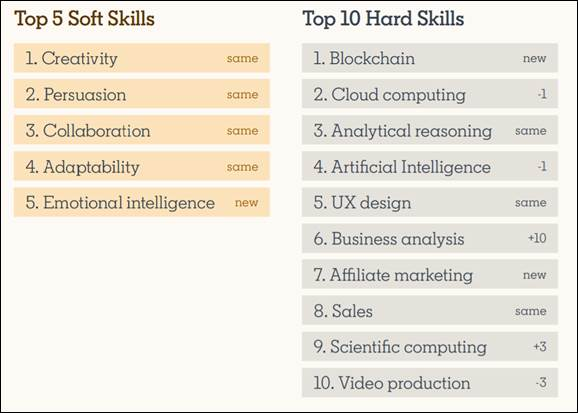 Top 5 Soft Skills
1. Creativity same
2. Persuasion same
3. Collaboration same
4. Adaptability same
5. Emotional intelligence new
Top 10 Hard Skills
1. Blockchain new
2. Cloud computing -1
3. Analytical reasoning same
4. Artificial Intelligence -1
5. UX design same
6. Business analysis +10
7. Affiliate marketing new
8. Sales same
9. Scientific computing +3
10. Video production -3